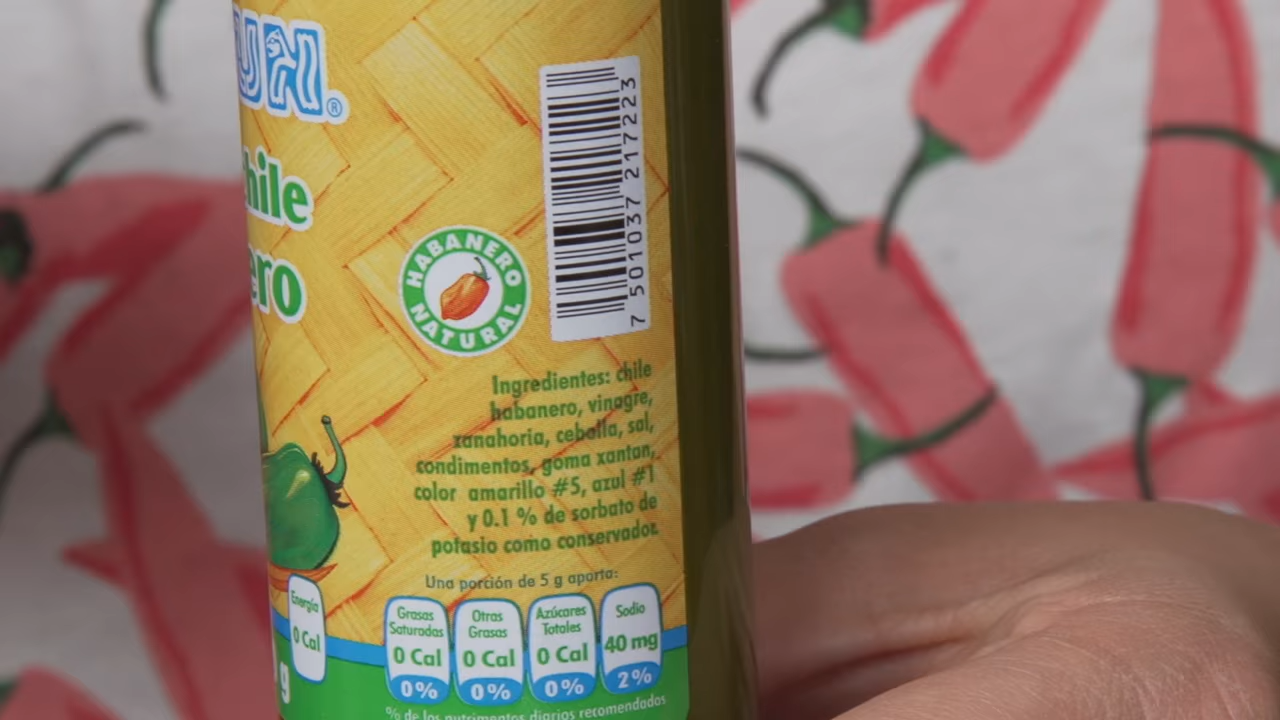 hile
ero
HABANERO
NATURAL
7 501037 217223
Ingredientes: chile
habanero, vinagre,
zanahoria, cebolla, sal,
condimentos, goma xantan,
color amarillo #5, azul #1
y 0.1 % de sorbato de
potasio como conservador.
Una porción de 5 g aporta:
Energía
0 Cal
Grasas
Saturadas
0 Cal
0%
Otras
Grasas
0 Cal
0%
Azúcares
Totales
0 Cal
0%
Sodio
40 mg
2%
g
% de los nutrimentos diarios recomendados